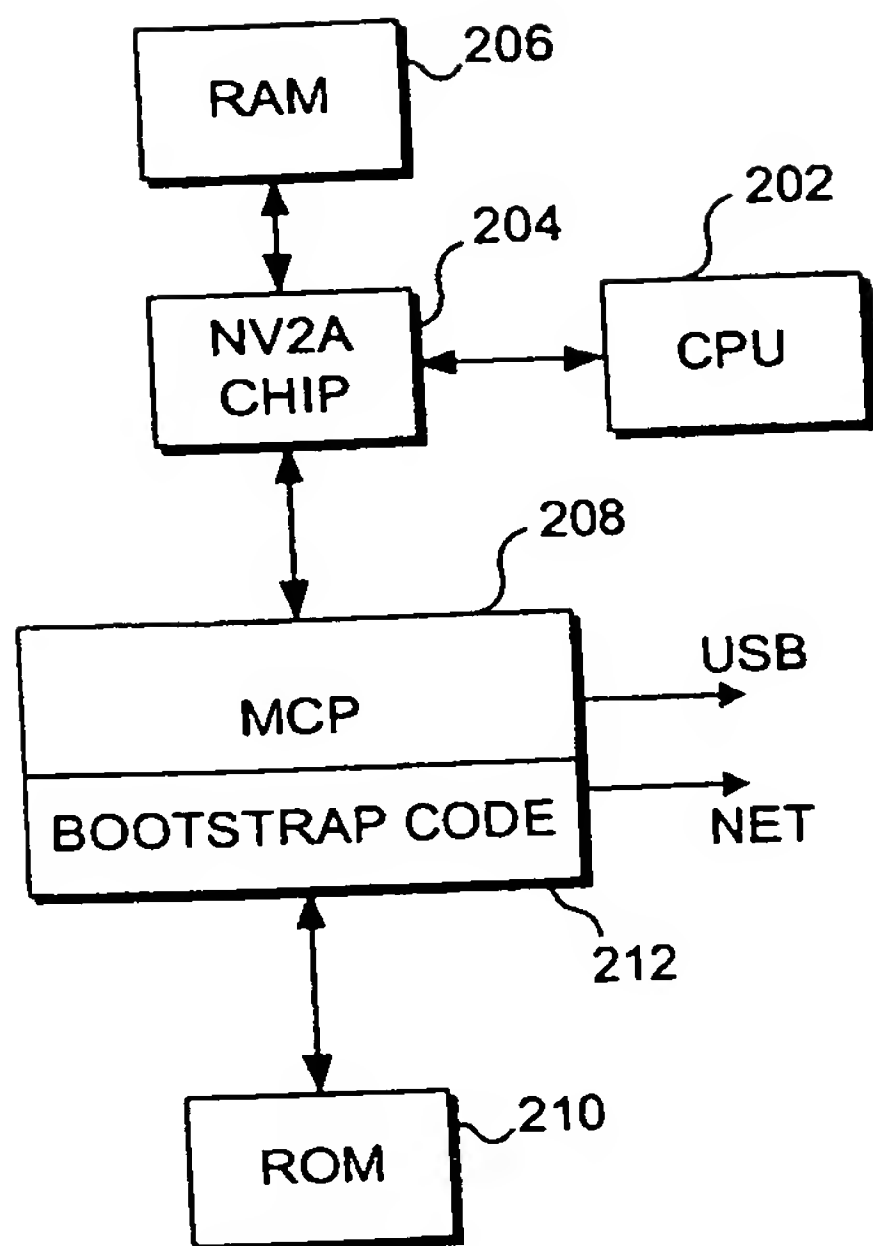 206
RAM
204
202
NV2A
CHIP
CPU
208
USB
MCP
BOOTSTRAP CODE
NET
212
210
ROM